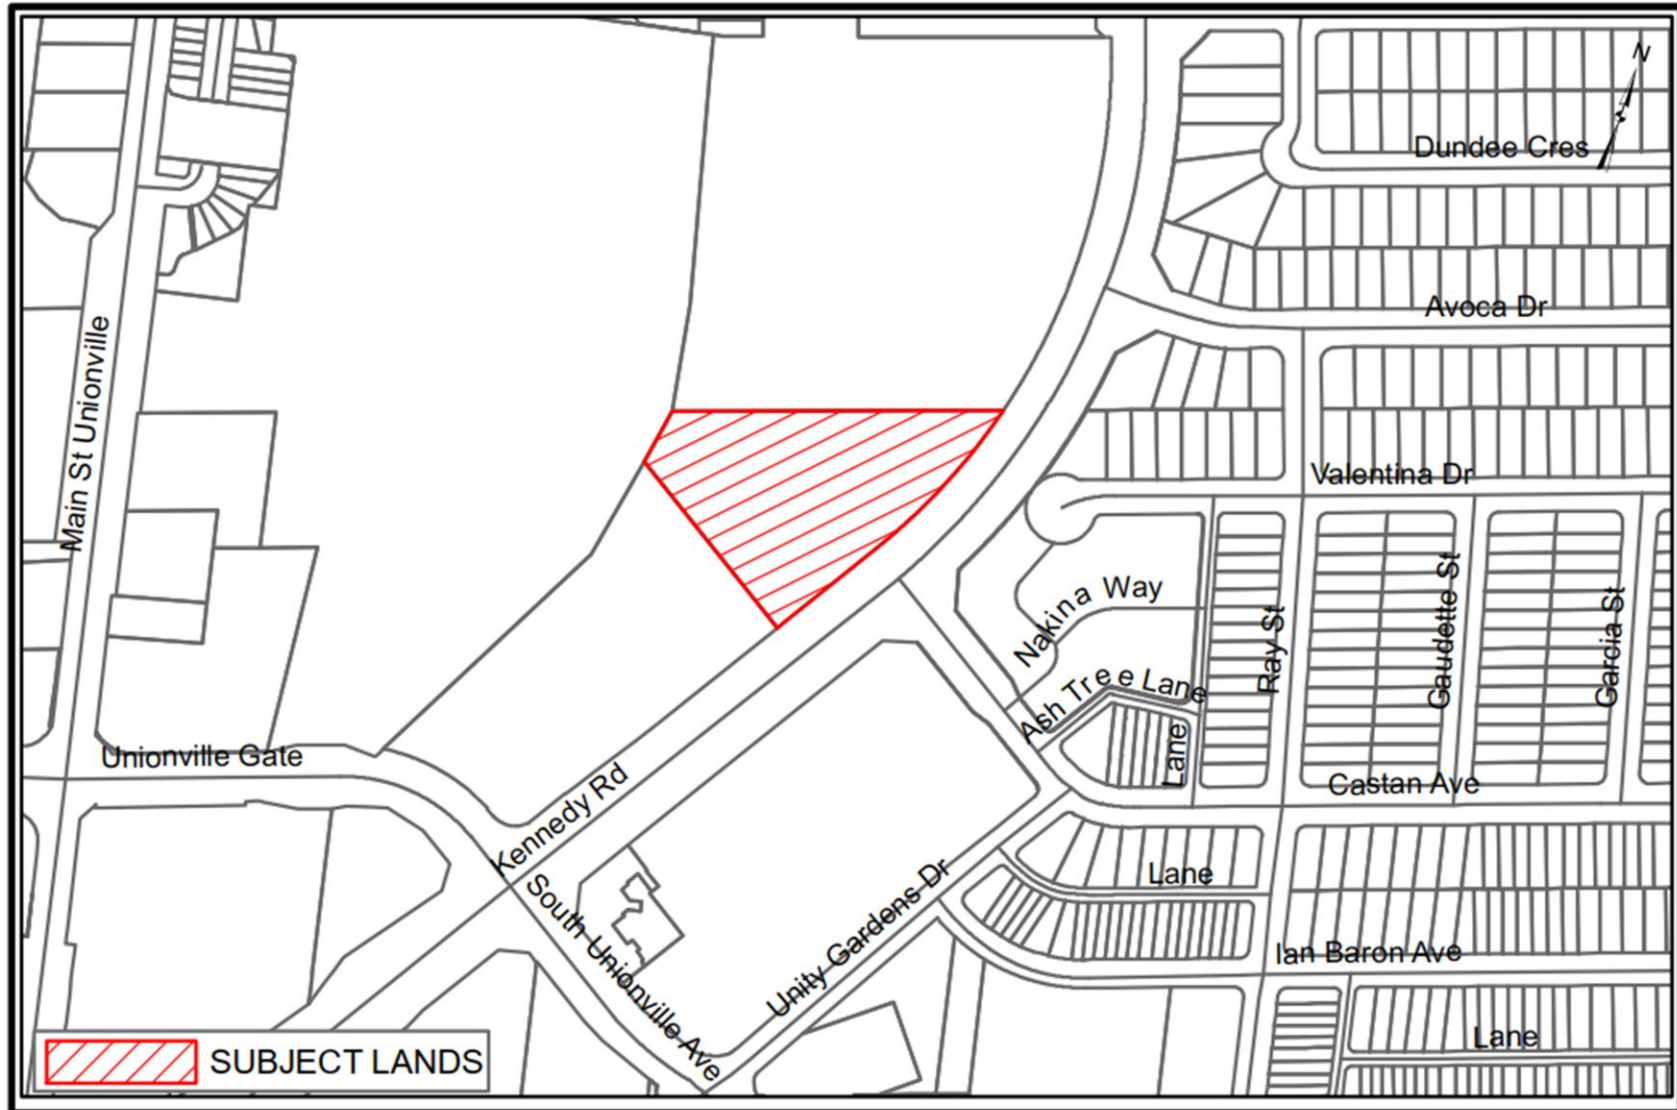 N
Dundee Cres
Avoca Dr
Main St Unionville
Valentina Dr
Nakina Way
Ash Tree Lane
Ray St
Gaudette St
Garcia St
Lane
Unionville Gate
Castan Ave
Kennedy Rd
Lane
South Unionville Ave
Unity Gardens Dr
Ian Baron Ave
Lane
SUBJECT LANDS